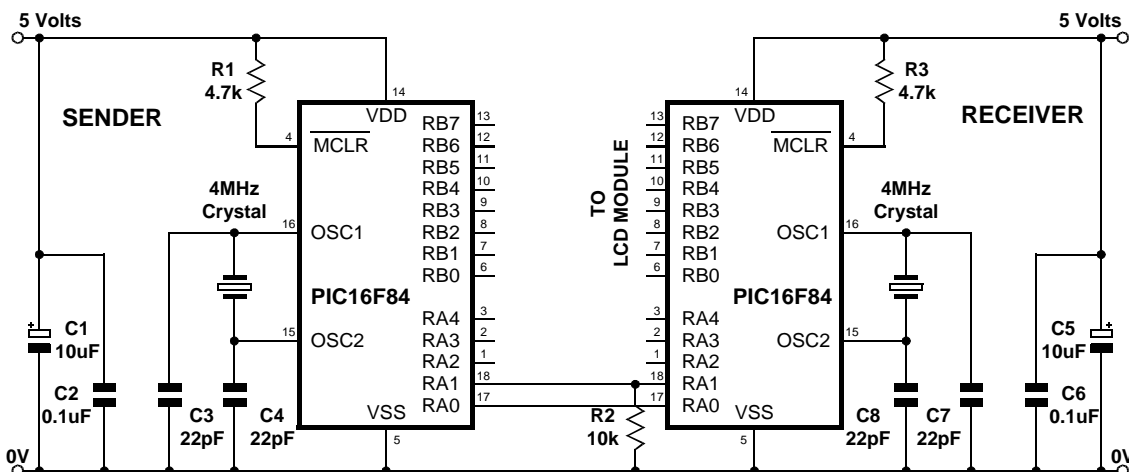 5 Volts
5 Volts
SENDER
RECEIVER
R1
4.7k
R3
4.7k
14
VDD
4
MCLR
4MHz
Crystal
16
OSC1
PIC16F84
15
OSC2
VSS
5
13
RB7
12
RB6
11
RB5
10
RB4
9
RB3
8
RB2
7
RB1
6
RB0
3
RA4
2
RA3
1
RA2
18
RA1
17
RA0
C1
10uF
+
C2
0.1uF
C3
22pF
C4
22pF
R2
10k
TO
LCD MODULE
14
VDD
4
MCLR
4MHz
Crystal
16
OSC1
PIC16F84
15
OSC2
VSS
5
13
RB7
12
RB6
11
RB5
10
RB4
9
RB3
8
RB2
7
RB1
6
RB0
3
RA4
2
RA3
1
RA2
18
RA1
17
RA0
C8
22pF
C7
22pF
C5
10uF
+
C6
0.1uF
0V
0V